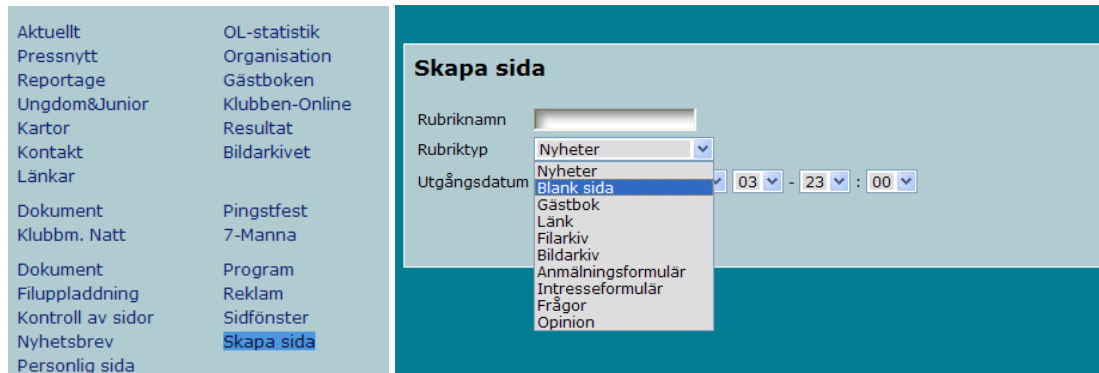 Aktuellt OL-statistik
Pressnytt Organisation
Reportage Gästboken
Ungdom&Junior Klubben-Online
Kartor Resultat
Kontakt Bildarkivet
Länkar
Dokument Pingstfest
Klubbm. Natt 7-Manna
Dokument Program
Filuppladdning Reklam
Kontroll av sidor Sidfönster
Nyhetsbrev Skapa sida
Personlig sida
Skapa sida
Rubriknamn
Rubriktyp Nyheter
Utgångsdatum 03 - 23 : 00
Nyheter
Blank sida
Gästbok
Länk
Filarkiv
Bildarkiv
Anmälningsformulär
Intresseformulär
Frågor
Opinion